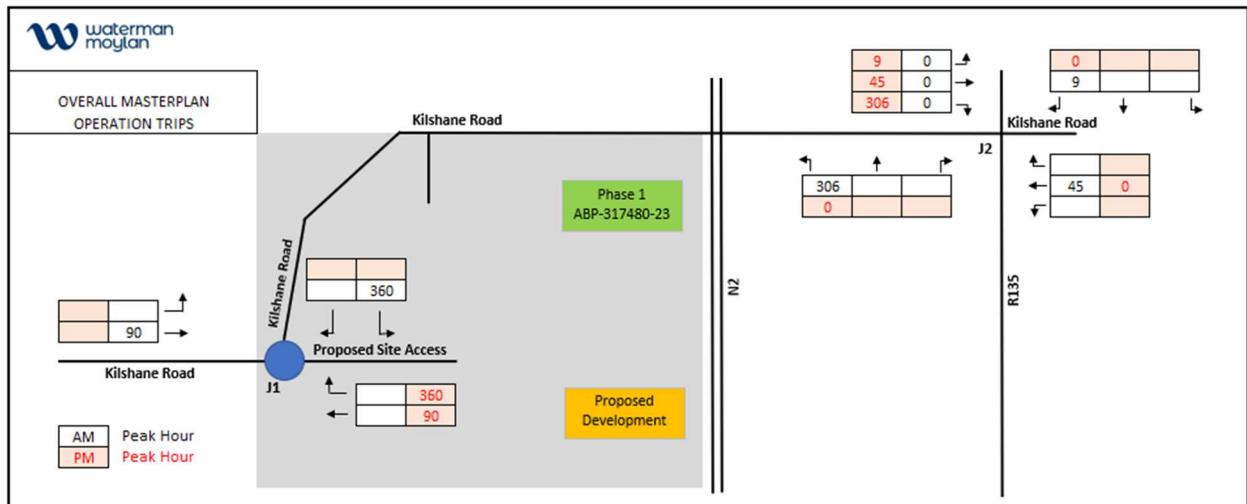 waterman
moylan
OVERALL MASTERPLAN
OPERATION TRIPS
9 0
45 0
306 0
0
9
Kilshane Road
Kilshane Road
J2
306
0
45 0
Phase 1
ABP-317480-23
N2
R135
Kilshane Road
360
90
Proposed Site Access
Kilshane Road
J1
360
90
Proposed
Development
AM Peak Hour
PM Peak Hour